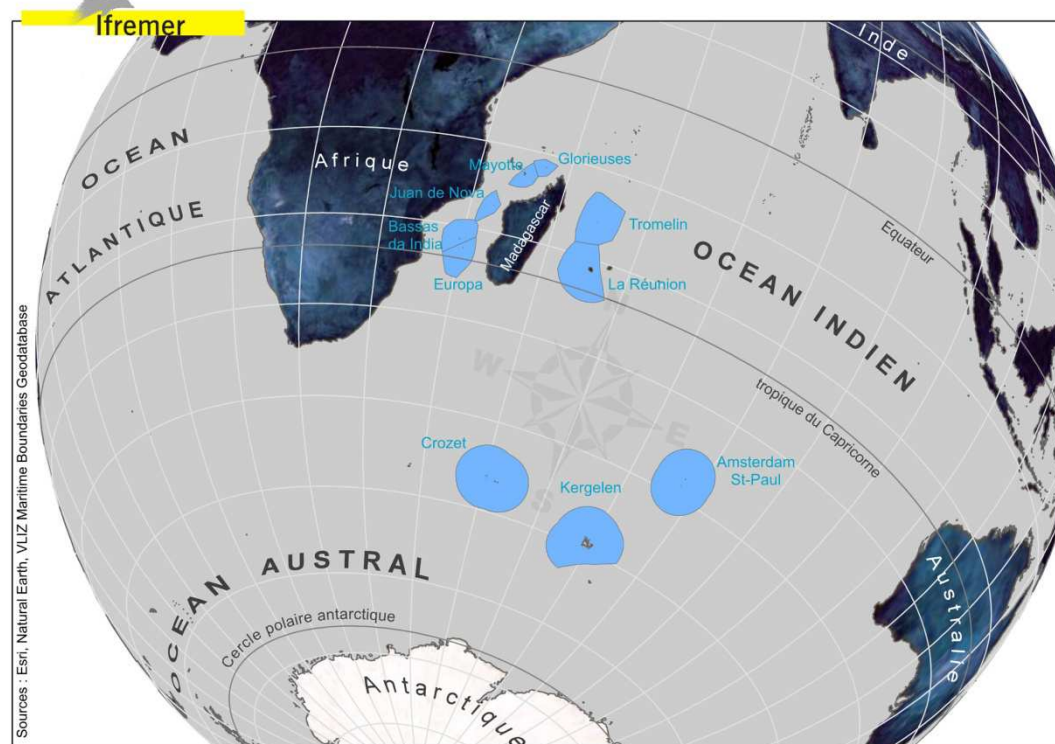 Ifremer
Inde
OCEAN
ATLANTIQUE
Afrique
Mayotte
Glorieuses
Juan de Nova
Bassas
da India
Europa
Madagascar
Tromelin
La Réunion
OCEAN INDIEN
Equateur
tropique du Capricorne
N
W
E
S
Crozet
Kergelen
Amsterdam
St-Paul
OCEAN AUSTRAL
Cercle polaire antarctique
Antarctique
Australie
Sources : Esri, Natural Earth, VLIZ Maritime Boundaries Geodatabase